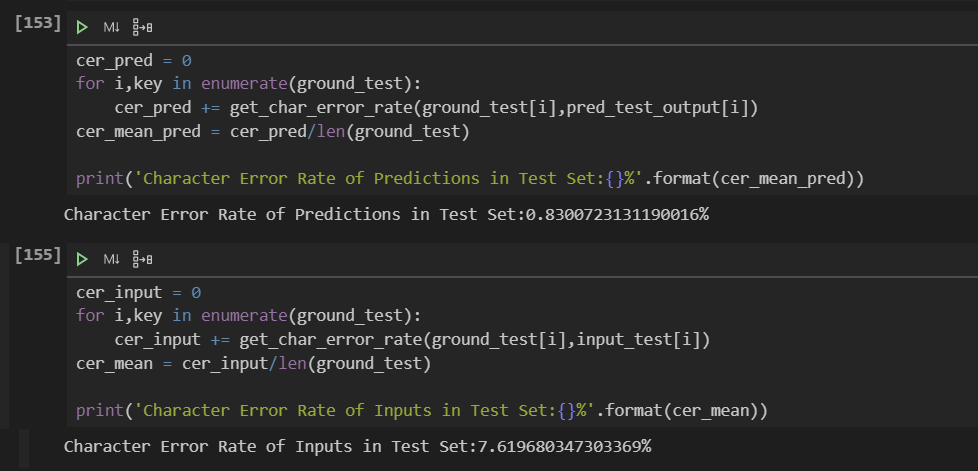 [153]
M↓
cer_pred = 0
for i,key in enumerate(ground_test):
    cer_pred += get_char_error_rate(ground_test[i],pred_test_output[i])
cer_mean_pred = cer_pred/len(ground_test)
print('Character Error Rate of Predictions in Test Set:{}%'.format(cer_mean_pred))
Character Error Rate of Predictions in Test Set:0.8300723131190016%
[155]
M↓
cer_input = 0
for i,key in enumerate(ground_test):
    cer_input += get_char_error_rate(ground_test[i],input_test[i])
cer_mean = cer_input/len(ground_test)
print('Character Error Rate of Inputs in Test Set:{}%'.format(cer_mean))
Character Error Rate of Inputs in Test Set:7.619680347303369%